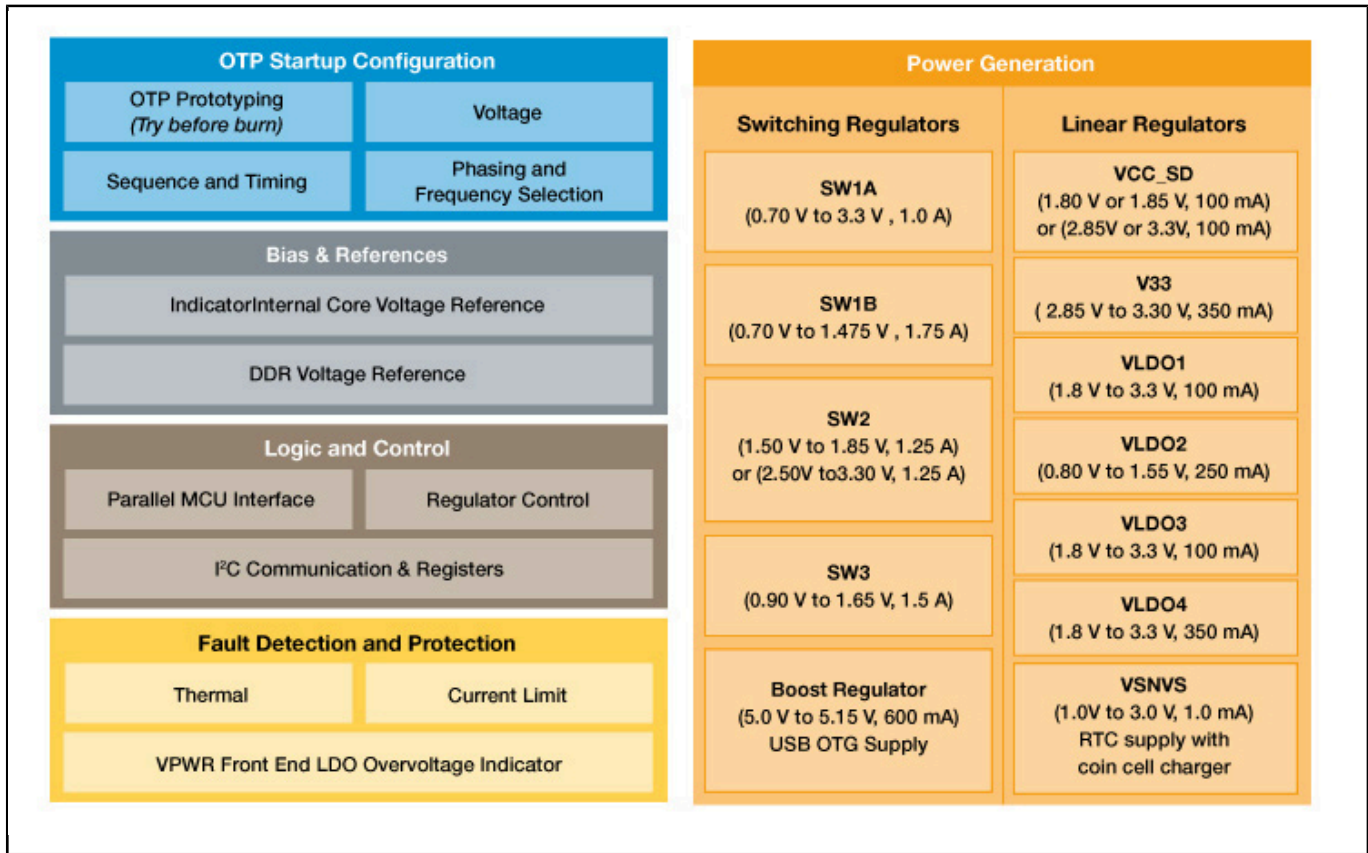 OTP Startup Configuration
OTP Prototyping
(Try before burn)
Voltage
Sequence and Timing
Phasing and
Frequency Selection
Bias & References
IndicatorInternal Core Voltage Reference
DDR Voltage Reference
Logic and Control
Parallel MCU Interface
Regulator Control
I²C Communication & Registers
Fault Detection and Protection
Thermal
Current Limit
VPWR Front End LDO Overvoltage Indicator
Power Generation
Switching Regulators
SW1A
(0.70 V to 3.3 V , 1.0 A)
SW1B
(0.70 V to 1.475 V , 1.75 A)
SW2
(1.50 V to 1.85 V, 1.25 A)
or (2.50V to3.30 V, 1.25 A)
SW3
(0.90 V to 1.65 V, 1.5 A)
Boost Regulator
(5.0 V to 5.15 V, 600 mA)
USB OTG Supply
Linear Regulators
VCC_SD
(1.80 V or 1.85 V, 100 mA)
or (2.85V or 3.3V, 100 mA)
V33
( 2.85 V to 3.30 V, 350 mA)
VLDO1
(1.8 V to 3.3 V, 100 mA)
VLDO2
(0.80 V to 1.55 V, 250 mA)
VLDO3
(1.8 V to 3.3 V, 100 mA)
VLDO4
(1.8 V to 3.3 V, 350 mA)
VSNVS
(1.0V to 3.0 V, 1.0 mA)
RTC supply with
coin cell charger